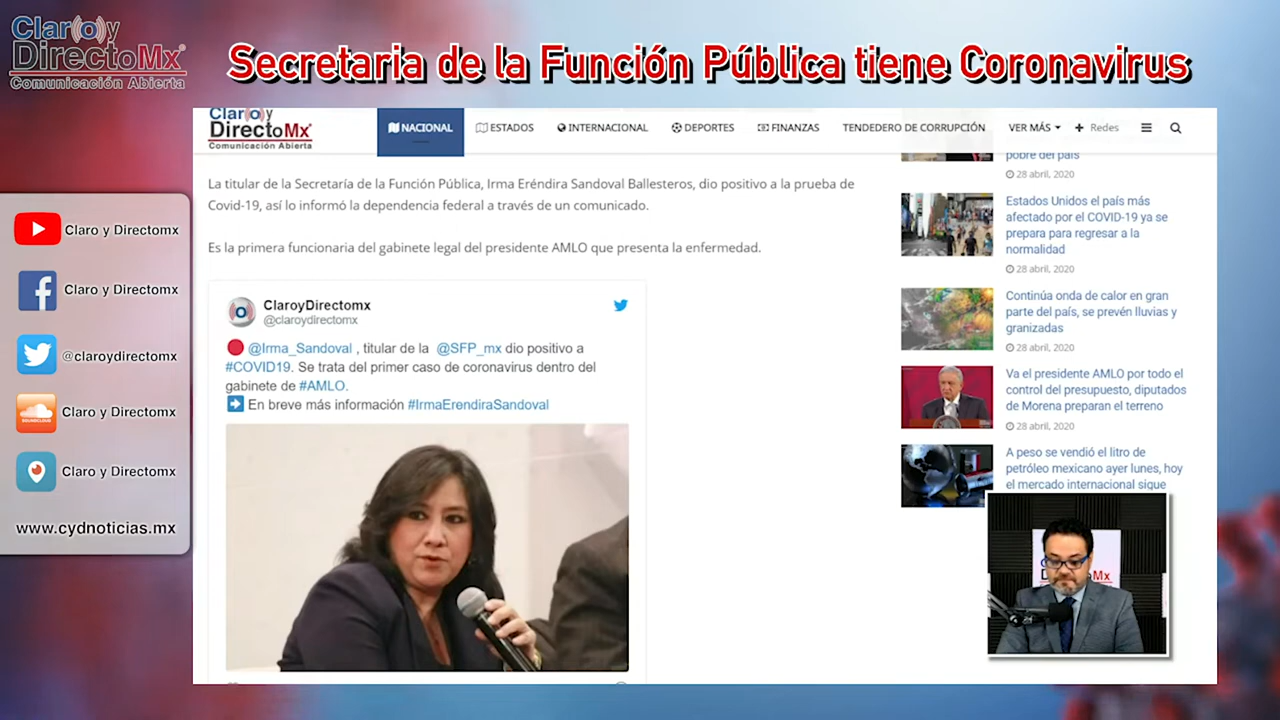 Claro y
DirectoMx®
Comunicación Abierta
Secretaria de la Función Pública tiene Coronavirus
Claro y
DirectoMx
Comunicación Abierta
NACIONAL
ESTADOS
INTERNACIONAL
DEPORTES
FINANZAS
TENDEDERO DE CORRUPCIÓN
VER MÁS
Redes
Claro y Directomx
Claro y Directomx
@claroydirectomx
SOUNDCLOUD
Claro y Directomx
Claro y Directomx
www.cydnoticias.mx
La titular de la Secretaría de la Función Pública, Irma Eréndira Sandoval Ballesteros, dio positivo a la prueba de
Covid-19, así lo informó la dependencia federal a través de un comunicado.
Es la primera funcionaria del gabinete legal del presidente AMLO que presenta la enfermedad.
ClaroyDirectomx
@claroydirectomx
@Irma_Sandoval , titular de la @SFP_mx dio positivo a
#COVID19. Se trata del primer caso de coronavirus dentro del
gabinete de #AMLO.
En breve más información #IrmaErendiraSandoval
pobre del país
28 abril, 2020
Estados Unidos el país más
afectado por el COVID-19 ya se
prepara para regresar a la
normalidad
28 abril, 2020
Continúa onda de calor en gran
parte del país, se prevén lluvias y
granizadas
28 abril, 2020
Va el presidente AMLO por todo el
control del presupuesto, diputados
de Morena preparan el terreno
28 abril, 2020
A peso se vendió el litro de
petróleo mexicano ayer lunes, hoy
el mercado internacional sigue